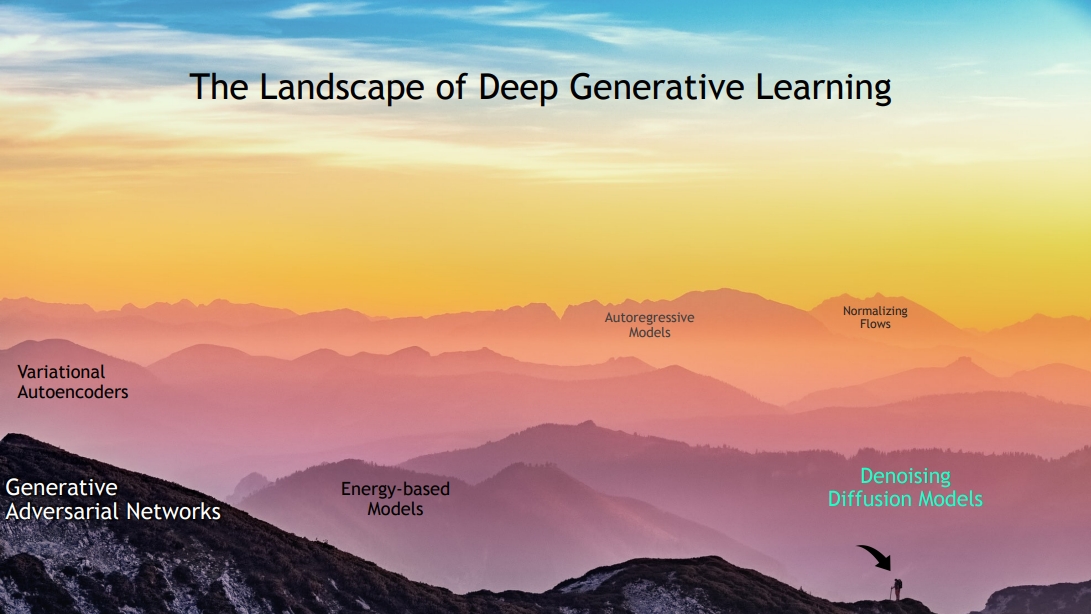 The Landscape of Deep Generative Learning
Autoregressive
Models
Normalizing
Flows
Variational
Autoencoders
Generative
Adversarial Networks
Energy-based
Models
Denoising
Diffusion Models